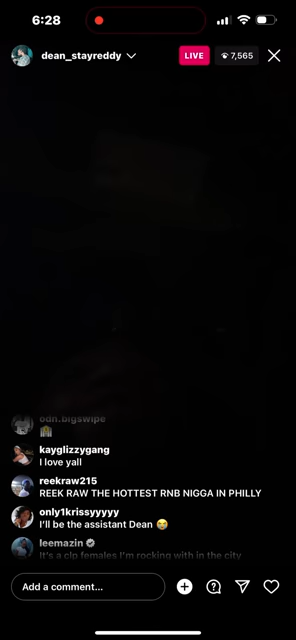 6:28
dean_stayreddy
LIVE
7,565
odn.bigswipe
kayglizzygang
I love yall
reekraw215
REEK RAW THE HOTTEST RNB NIGGA IN PHILLY
only1krissyyyyy
I'll be the assistant Dean 😂
leemazin
It's a clp females I'm rocking with in the city
Add a comment...